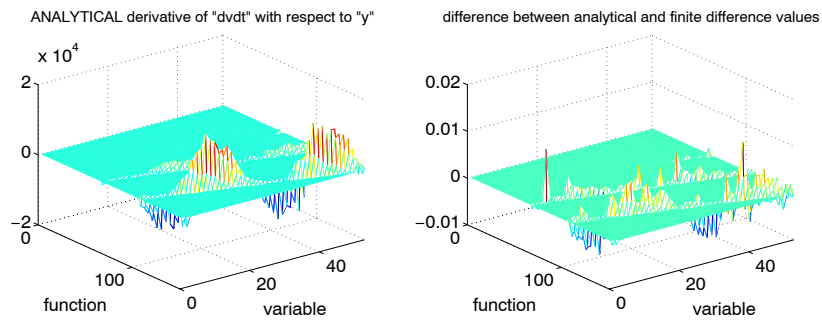 ANALYTICAL derivative of "dvdt" with respect to "y"
x 10^4
2
0
−2
0
100
function
0
20
40
variable
difference between analytical and finite difference values
0.02
0.01
0
−0.01
0
100
function
0
20
40
variable